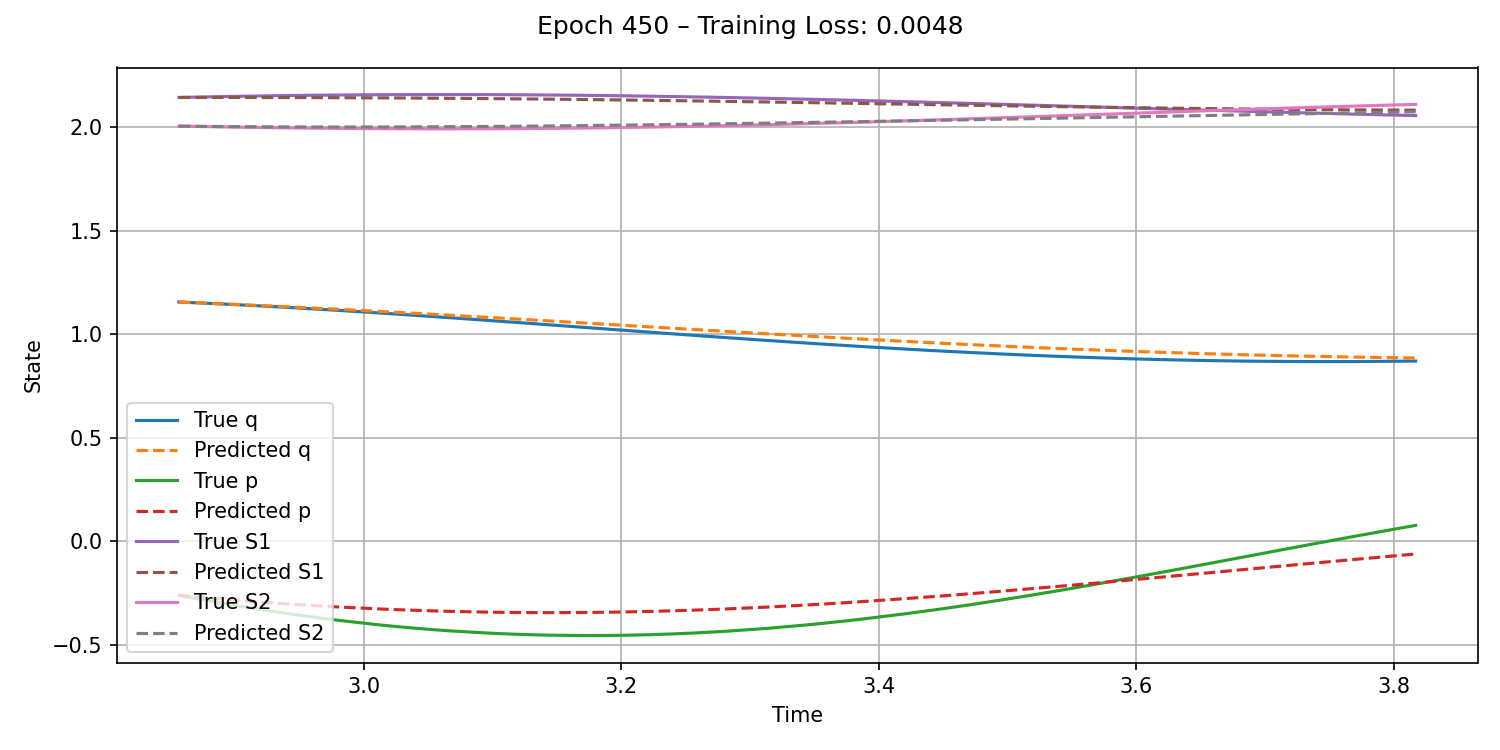 Epoch 450 – Training Loss: 0.0048
State
2.0
1.5
1.0
0.5
0.0
−0.5
True q
Predicted q
True p
Predicted p
True S1
Predicted S1
True S2
Predicted S2
3.0 3.2 3.4 3.6 3.8
Time